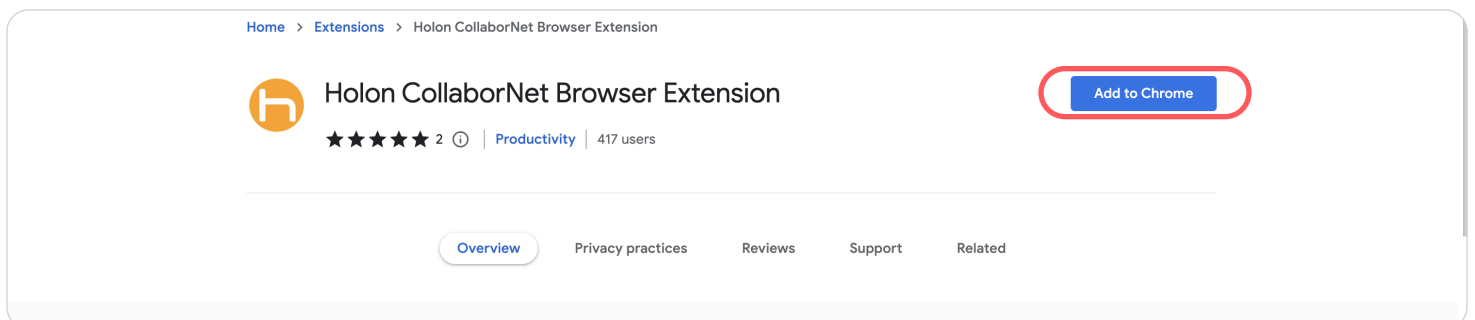 Home > Extensions > Holon CollaborNet Browser Extension
Holon CollaborNet Browser Extension
Add to Chrome
2 Productivity 417 users
Overview Privacy practices Reviews Support Related